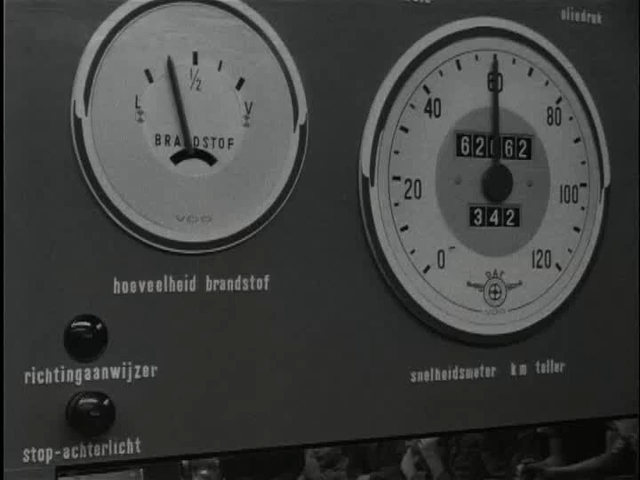 oliedruk
1/2
L V
BRANDSTOF
VDO
hoeveelheid brandstof
richtingaanwijzer
stop-achterlicht
60
40 80
62062
20 100
342
0 120
DAF
VDO
snelheidsmeter km teller